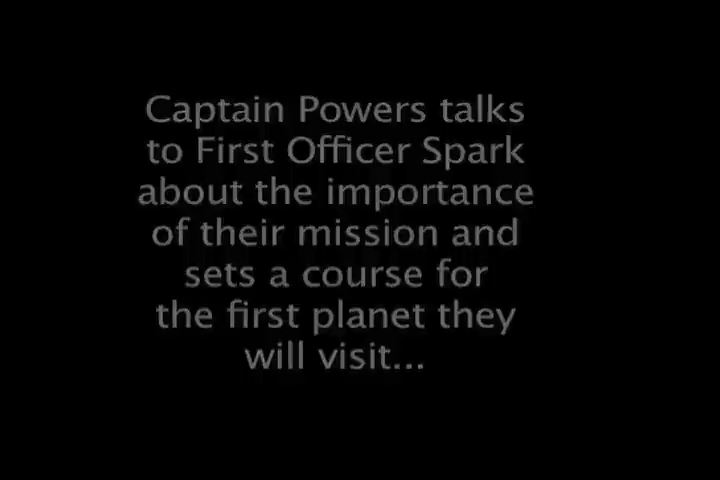 Captain Powers talks
to First Officer Spark
about the importance
of their mission and
sets a course for
the first planet they
will visit...